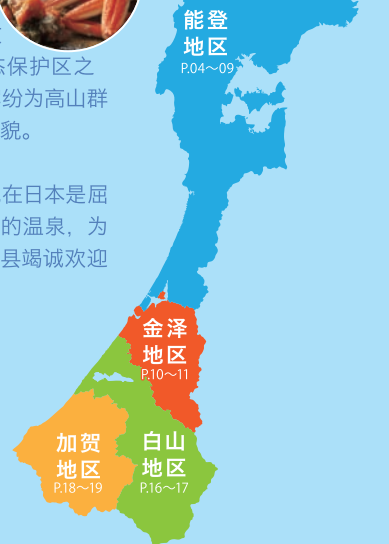 能登
地区
P.04～09
态保护区之
纷为高山群
貌。
在日本是屈
的温泉，为
县竭诚欢迎
金泽
地区
P.10～11
加贺
地区
P.18～19
白山
地区
P.16～17